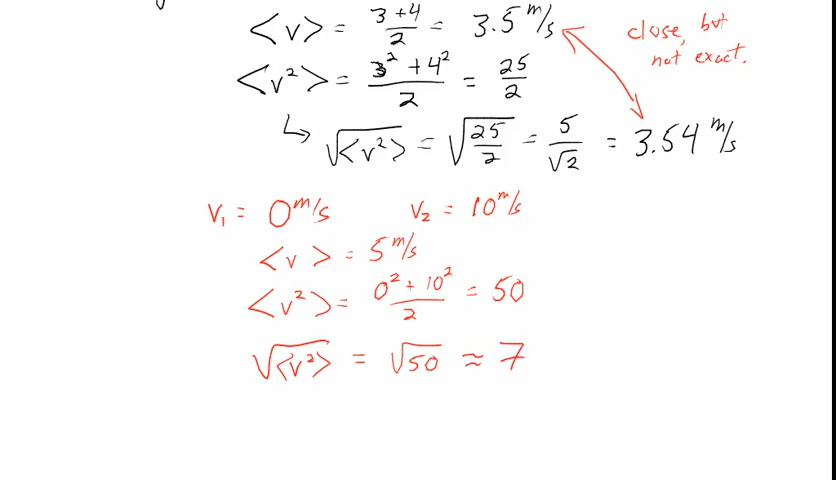 <v> = 3+4/2 = 3.5 m/s
close, but
not exact.
<v²> = 3²+4²/2 = 25/2
↳ √<v²> = √25/2 = 5/√2 = 3.54 m/s
v₁ = 0 m/s v₂ = 10 m/s
<v> = 5 m/s
<v²> = 0²+10²/2 = 50
√<v²> = √50 ≈ 7